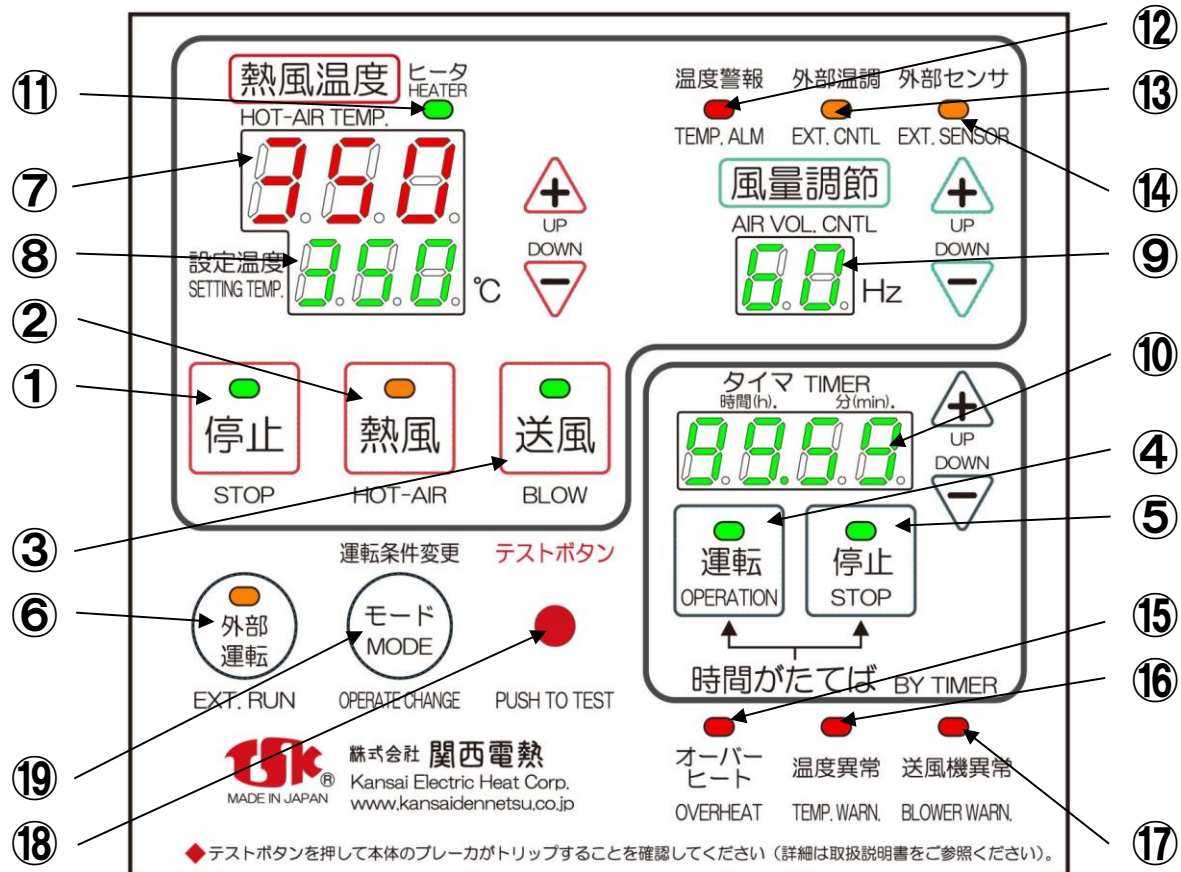 ⑫
熱風温度 ヒータ
HEATER
⑪
温度警報 外部温調 外部センサ
⑬
HOT-AIR TEMP.
TEMP. ALM EXT. CNTL EXT. SENSOR
350
⑦
+
UP
DOWN
−
風量調節
⑭
AIR VOL. CNTL
+
UP
DOWN
−
⑧
設定温度
SETTING TEMP.
350 ℃
60 Hz
⑨
②
①
停止
STOP
熱風
HOT-AIR
送風
BLOW
⑩
タイマ TIMER
時間(h). 分(min).
99.59
+
UP
DOWN
−
④
⑤
運転
OPERATION
停止
STOP
時間がたてば BY TIMER
③
運転条件変更 テストボタン
⑥
外部
運転
EXT. RUN
モード
MODE
OPERATE CHANGE
PUSH TO TEST
⑮
⑯
オーバー
ヒート
OVERHEAT
温度異常
TEMP. WARN.
送風機異常
BLOWER WARN.
⑲
TSK ®
MADE IN JAPAN
株式会社 関西電熱
Kansai Electric Heat Corp.
www.kansaidennetsu.co.jp
⑱
⑰
◆テストボタンを押して本体のブレーカがトリップすることを確認してください（詳細は取扱説明書をご参照ください）。